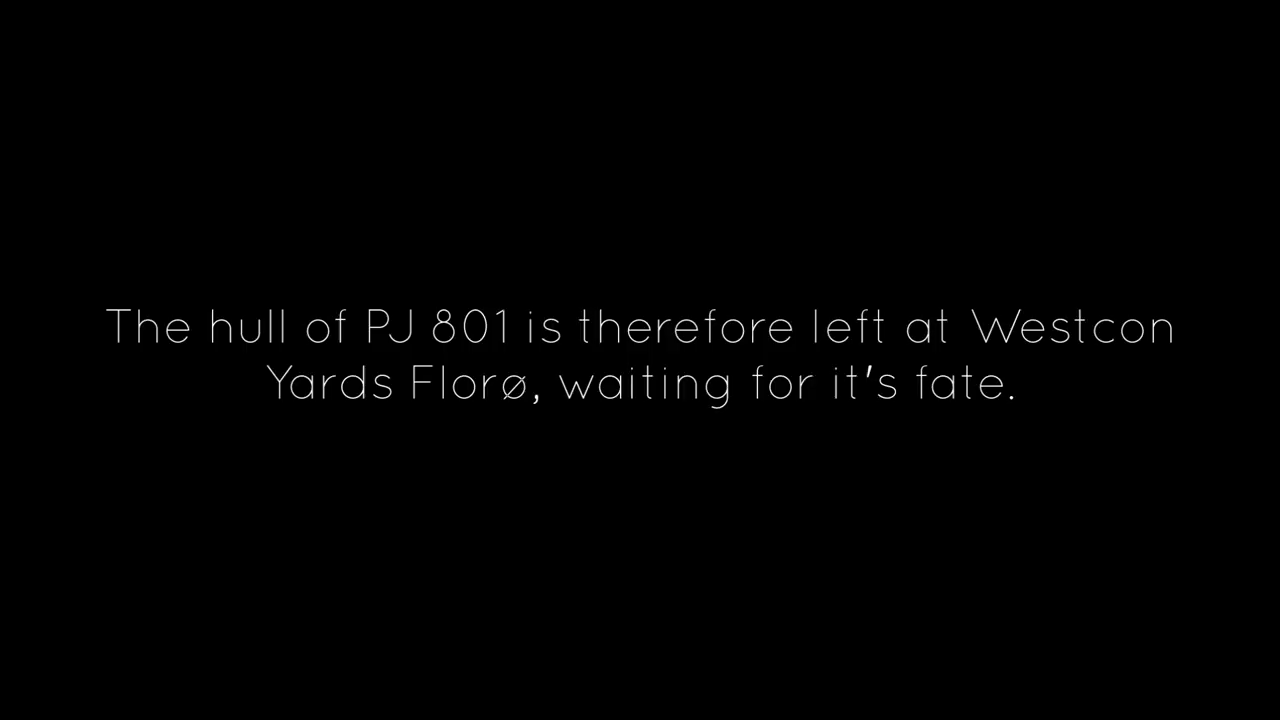 The hull of PJ 801 is therefore left at Westcon
Yards Florø, waiting for it's fate.